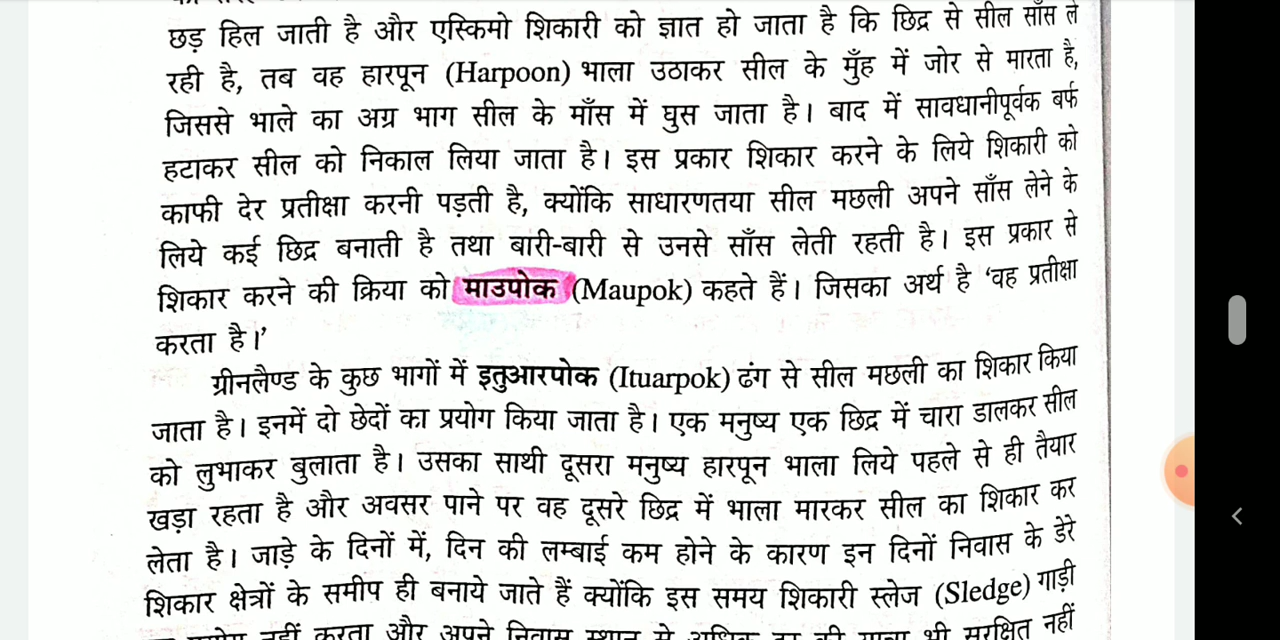 छड़ हिल जाती है और एस्किमो शिकारी को ज्ञात हो जाता है कि छिद्र से सील साँस ले
रही है, तब वह हारपून (Harpoon) भाला उठाकर सील के मुँह में जोर से मारता है,
जिससे भाले का अग्र भाग सील के माँस में घुस जाता है। बाद में सावधानीपूर्वक बर्फ
हटाकर सील को निकाल लिया जाता है। इस प्रकार शिकार करने के लिये शिकारी को
काफी देर प्रतीक्षा करनी पड़ती है, क्योंकि साधारणतया सील मछली अपने साँस लेने के
लिये कई छिद्र बनाती है तथा बारी-बारी से उनसे साँस लेती रहती है। इस प्रकार से
शिकार करने की क्रिया को माउपोक (Maupok) कहते हैं। जिसका अर्थ है ‘वह प्रतीक्षा
करता है।’
ग्रीनलैण्ड के कुछ भागों में इतुआरपोक (Ituarpok) ढंग से सील मछली का शिकार किया
जाता है। इनमें दो छेदों का प्रयोग किया जाता है। एक मनुष्य एक छिद्र में चारा डालकर सील
को लुभाकर बुलाता है। उसका साथी दूसरा मनुष्य हारपून भाला लिये पहले से ही तैयार
खड़ा रहता है और अवसर पाने पर वह दूसरे छिद्र में भाला मारकर सील का शिकार कर
लेता है। जाड़े के दिनों में, दिन की लम्बाई कम होने के कारण इन दिनों निवास के डेरे
शिकार क्षेत्रों के समीप ही बनाये जाते हैं क्योंकि इस समय शिकारी स्लेज (Sledge) गाड़ी
नहीं करता और अपने निवास स्थान से अधिक की यात्रा भी सुरक्षित नहीं